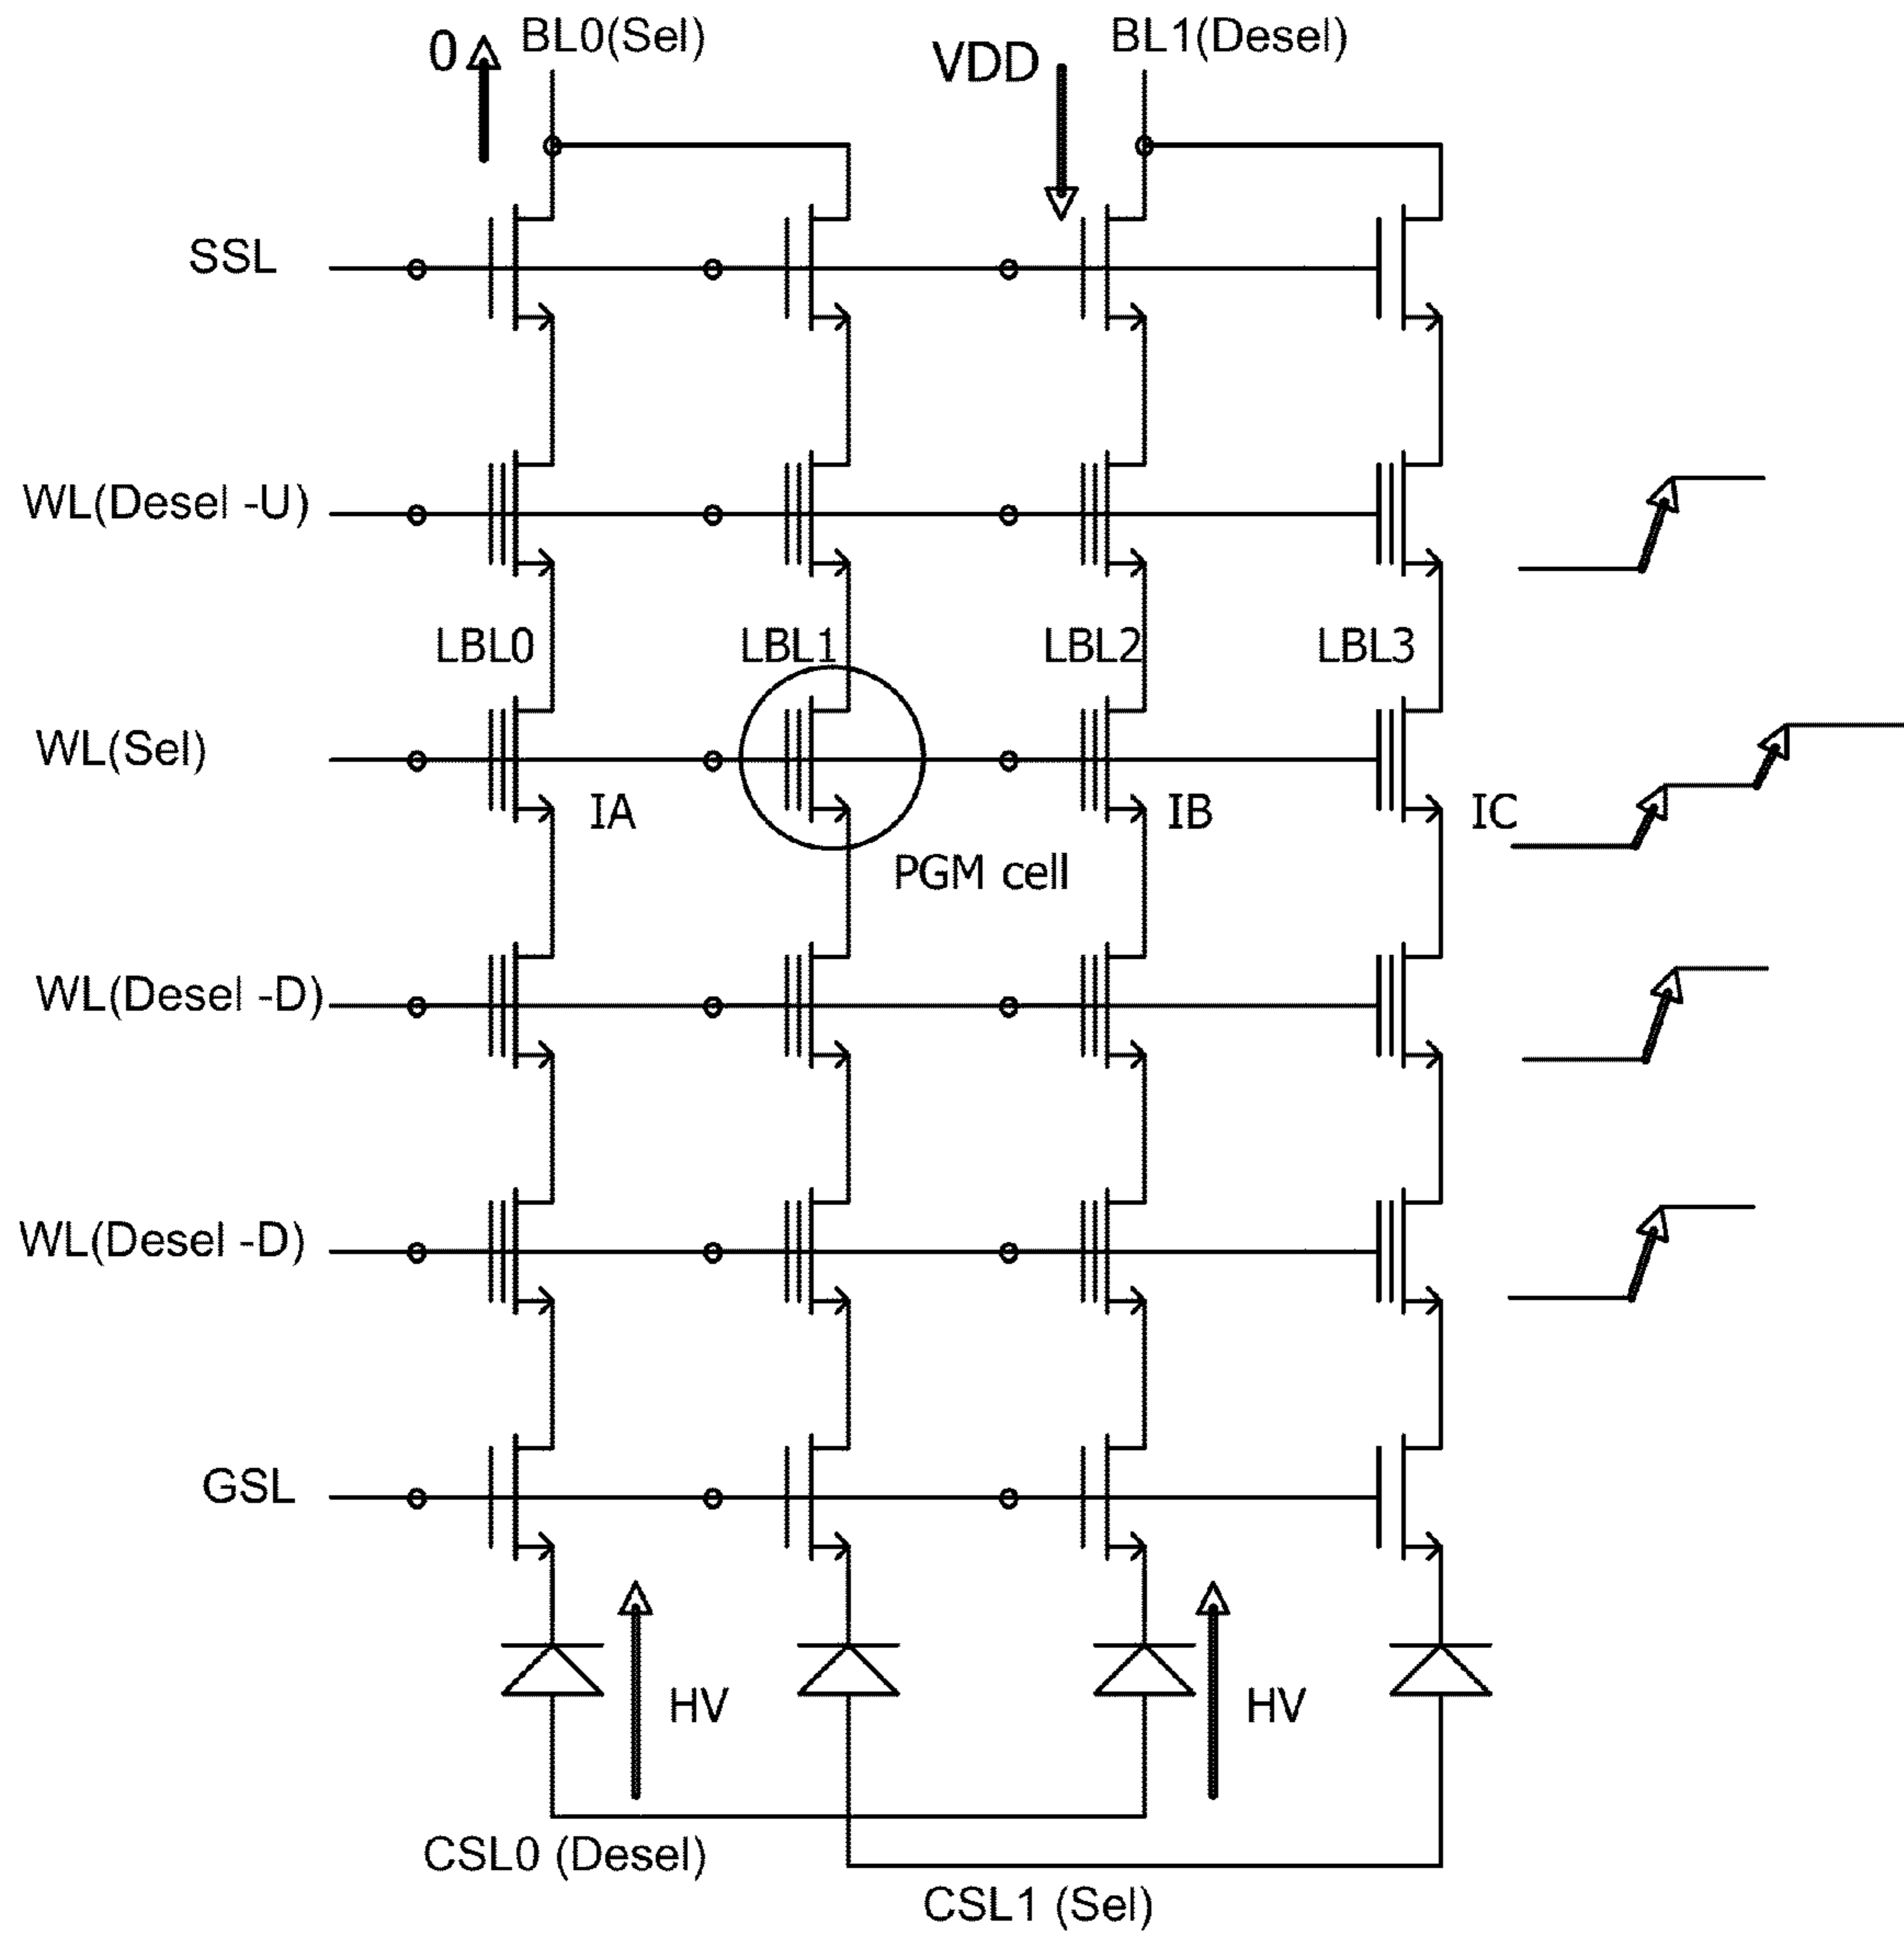 0 BL0(Sel) VDD BL1(Desel)
SSL
WL(Desel -U)
LBL0 LBL1 LBL2 LBL3
WL(Sel)
IA IB IC
PGM cell
WL(Desel -D)
WL(Desel -D)
GSL
HV HV
CSL0 (Desel)
CSL1 (Sel)